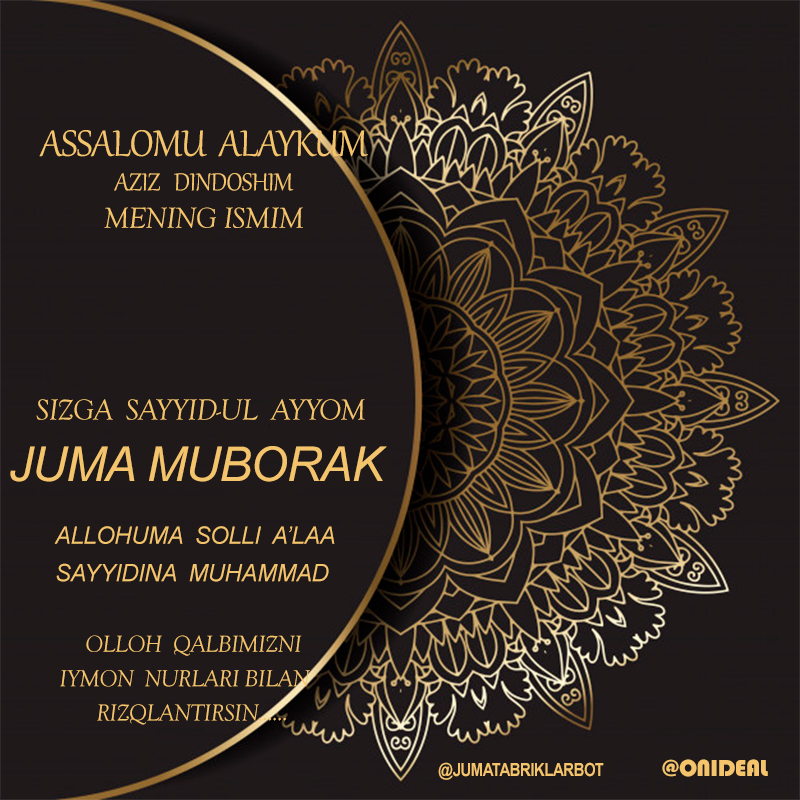 ASSALOMU ALAYKUM
AZIZ DINDOSHIM
MENING ISMIM
SIZGA SAYYID-UL AYYOM
JUMA MUBORAK
ALLOHUMA SOLLI A'LAA
SAYYIDINA MUHAMMAD
OLLOH QALBIMIZNI
IYMON NURLARI BILAN
RIZQLANTIRSIN ....
@JUMATABRIKLARBOT
@ONIDEAL